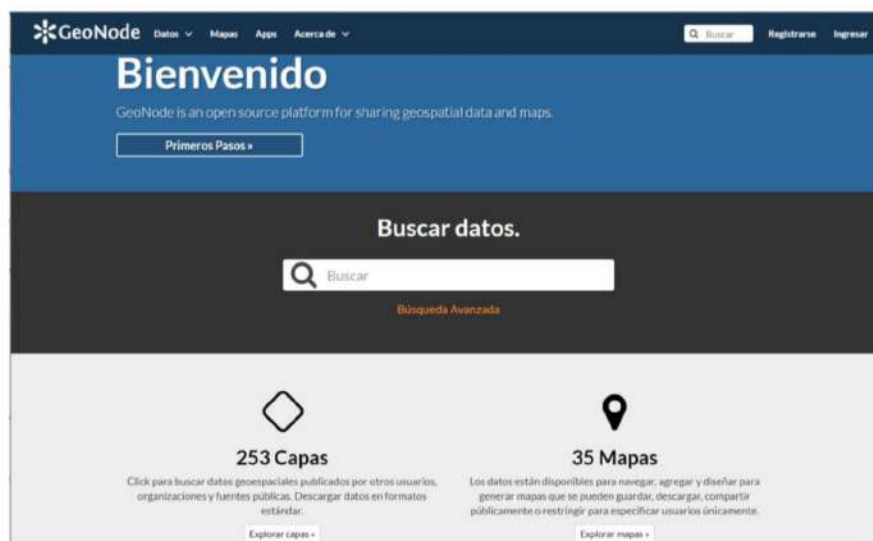 GeoNode Datos Mapas Apps Acerca de Buscar Registrarse Ingresar
Bienvenido
GeoNode is an open source platform for sharing geospatial data and maps.
Primeros Pasos »
Buscar datos.
Buscar
Búsqueda Avanzada
253 Capas
Click para buscar datos geoespaciales publicados por otros usuarios,
organizaciones y fuentes públicas. Descargar datos en formatos
estándar.
Explorar capas »
35 Mapas
Los datos están disponibles para navegar, agregar y diseñar para
generar mapas que se pueden guardar, descargar, compartir
públicamente o restringir para especificar usuarios únicamente.
Explorar mapas »